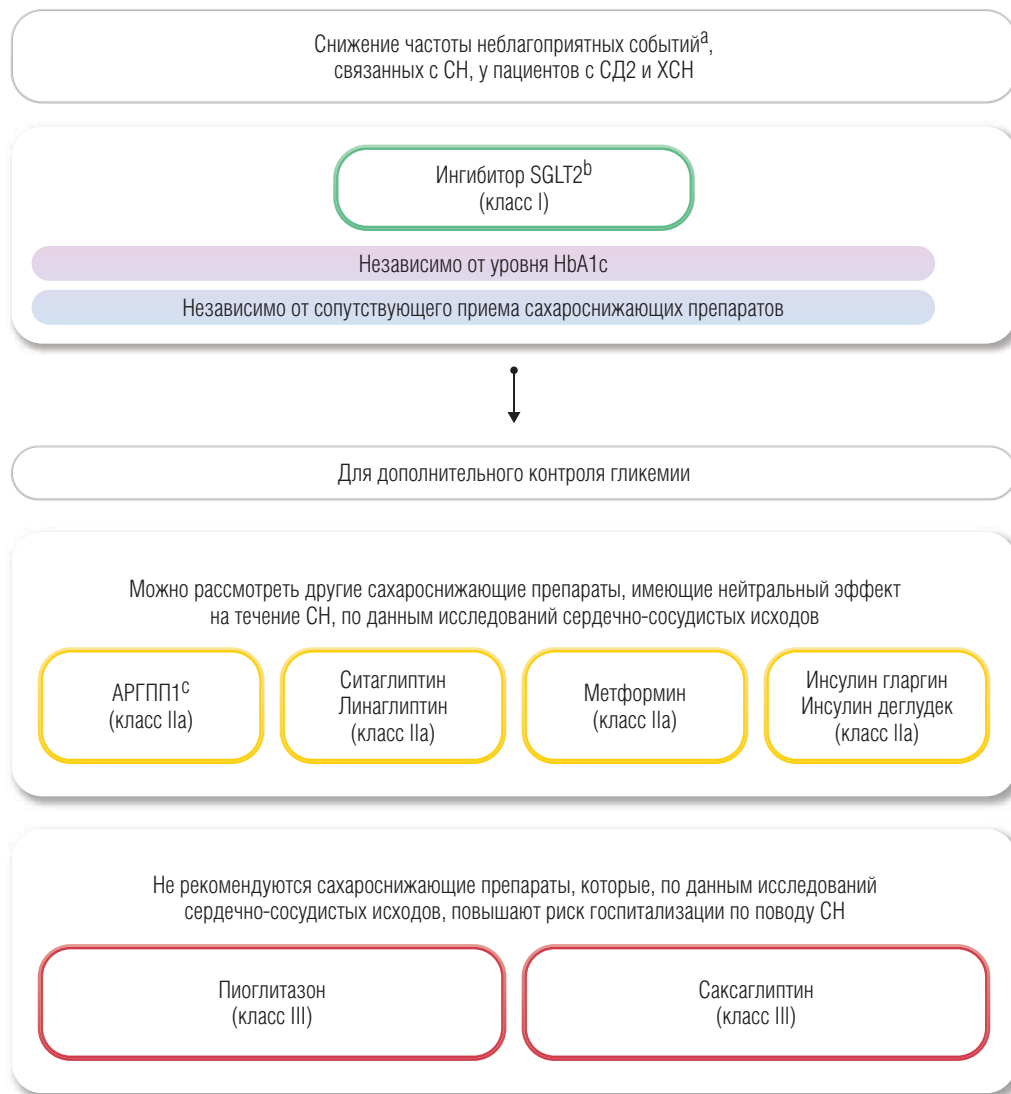 Снижение частоты неблагоприятных событийa,
связанных с СН, у пациентов с СД2 и ХСН
Ингибитор SGLT2b
(класс I)
Независимо от уровня HbA1c
Независимо от сопутствующего приема сахароснижающих препаратов
Для дополнительного контроля гликемии
Можно рассмотреть другие сахароснижающие препараты, имеющие нейтральный эффект
на течение СН, по данным исследований сердечно-сосудистых исходов
АРГПП1c
(класс IIa)
Ситаглиптин
Линаглиптин
(класс IIa)
Метформин
(класс IIa)
Инсулин гларгин
Инсулин деглудек
(класс IIa)
Не рекомендуются сахароснижающие препараты, которые, по данным исследований
сердечно-сосудистых исходов, повышают риск госпитализации по поводу СН
Пиоглитазон
(класс III)
Саксаглиптин
(класс III)